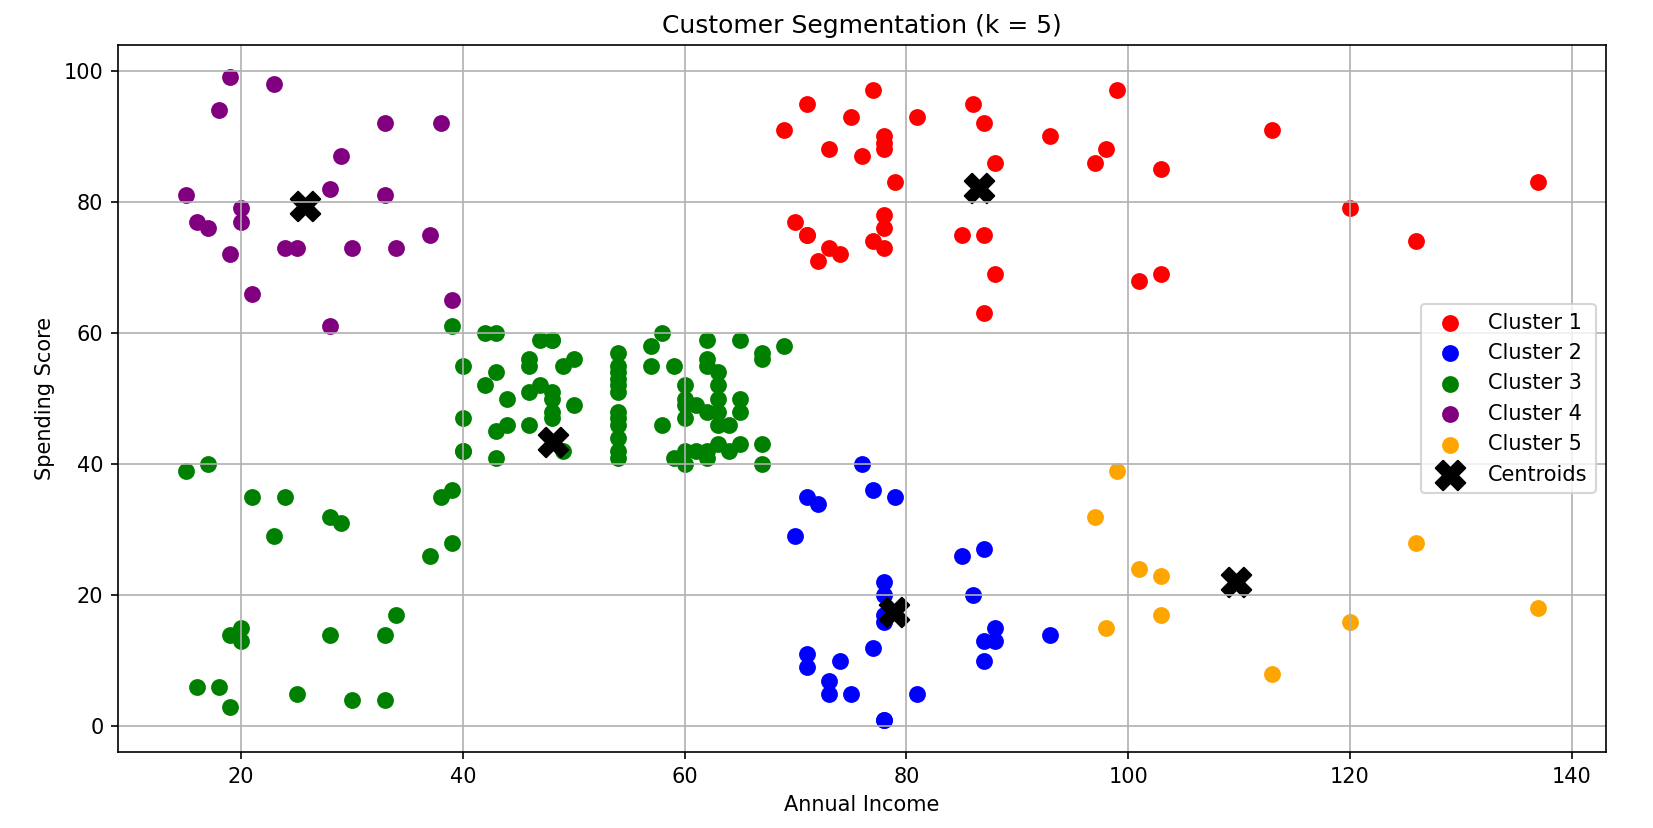 Customer Segmentation (k = 5)
100
80
60
40
20
0
Spending Score
Cluster 1
Cluster 2
Cluster 3
Cluster 4
Cluster 5
Centroids
20 40 60 80 100 120 140
Annual Income